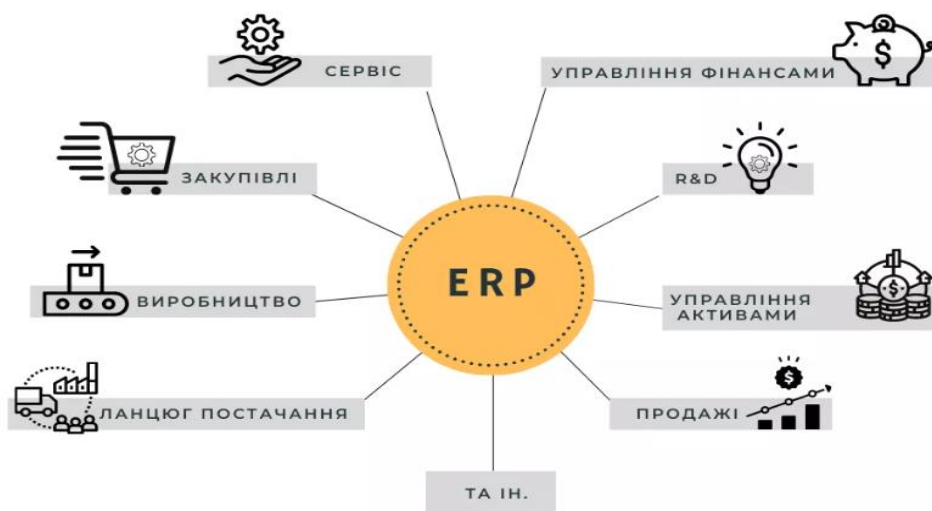 СЕРВІС
УПРАВЛІННЯ ФІНАНСАМИ
$
ЗАКУПІВЛІ
R&D
ERP
ВИРОБНИЦТВО
УПРАВЛІННЯ
АКТИВАМИ
$
ЛАНЦЮГ ПОСТАЧАННЯ
ПРОДАЖІ
$
ТА ІН.